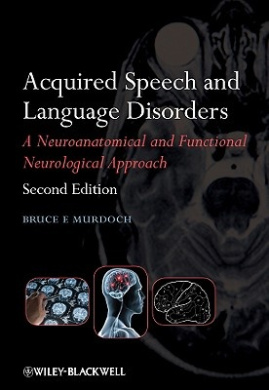 Acquired Speech and
Language Disorders
A Neuroanatomical and Functional
Neurological Approach
Second Edition
BRUCE E MURDOCH
WILEY-BLACKWELL